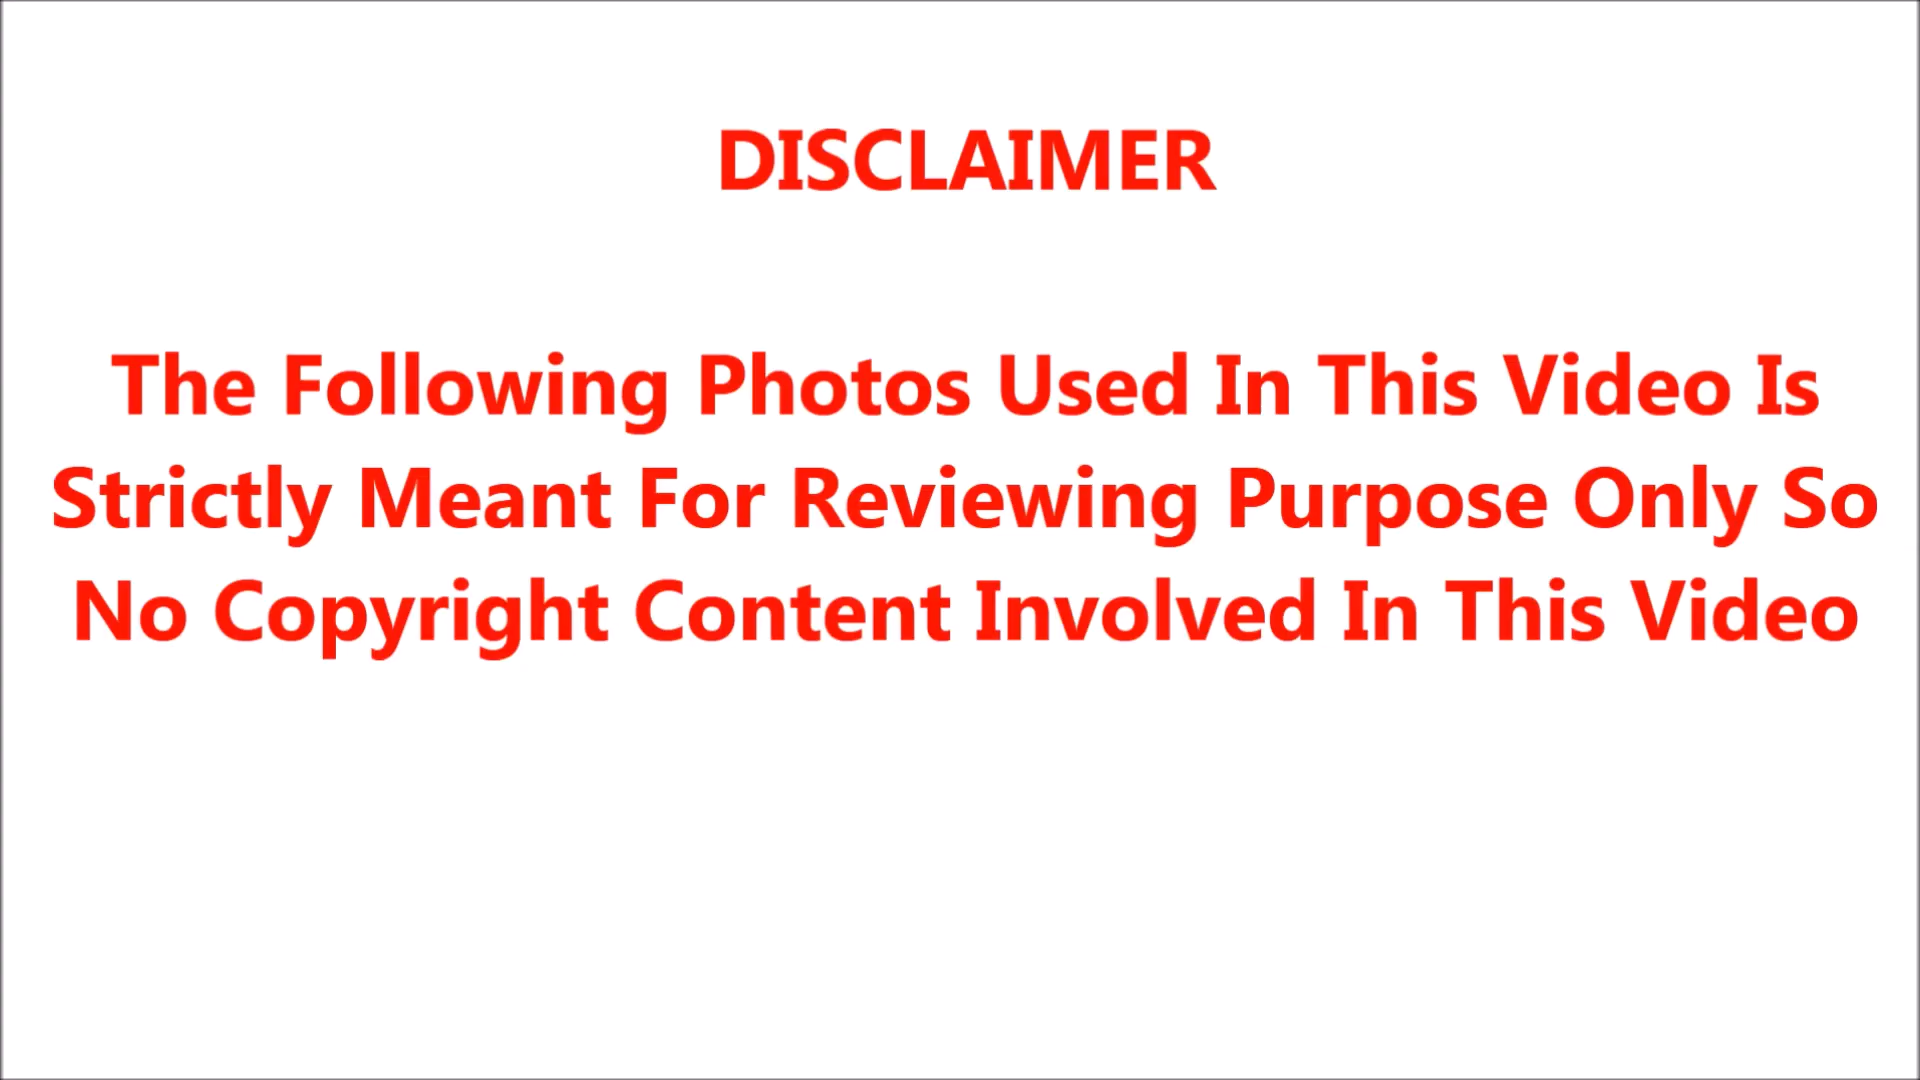 DISCLAIMER
The Following Photos Used In This Video Is
Strictly Meant For Reviewing Purpose Only So
No Copyright Content Involved In This Video